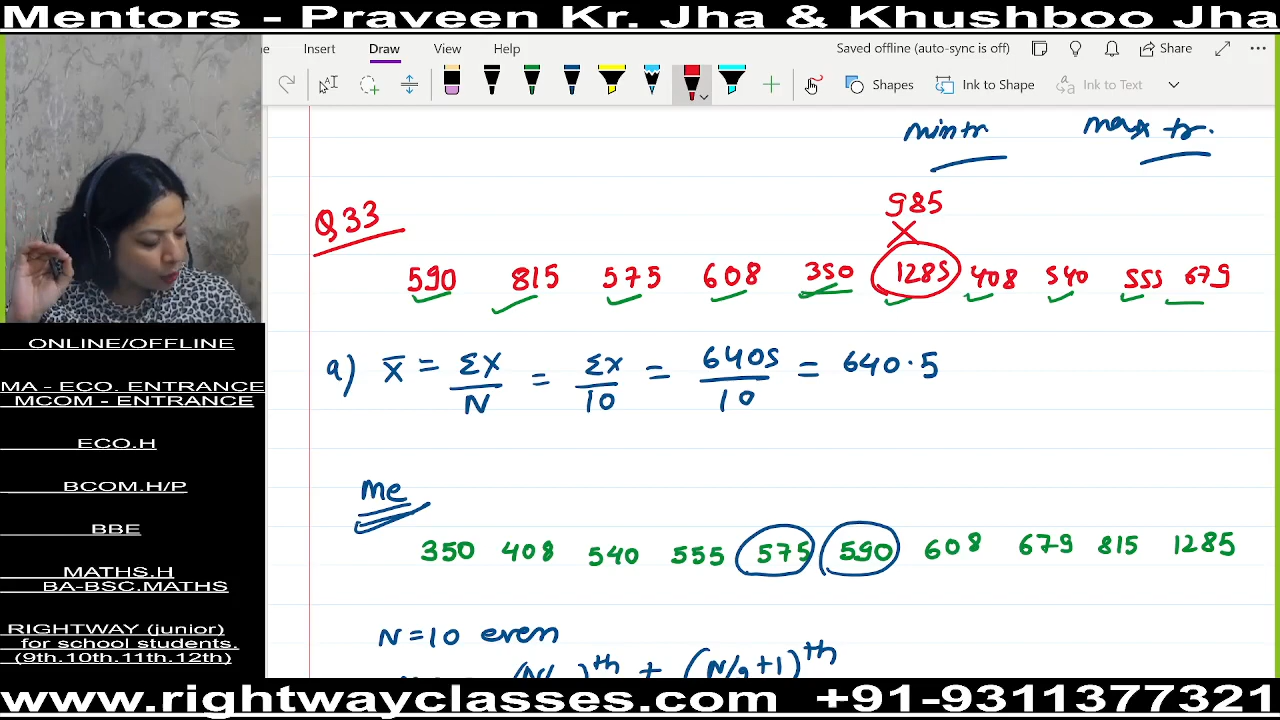 Mentors - Praveen Kr. Jha & Khushboo Jha
Insert Draw View Help
Saved offline (auto-sync is off)
Share
Shapes Ink to Shape Ink to Text
min tr. max tr.
Q33
985
590 815 575 608 350 1285 408 540 555 679
a) X̄ = ΣX/N = Σx/10 = 6405/10 = 640.5
Me
350 408 540 555 575 590 608 679 815 1285
N=10 even
th + (N/2+1)th
ONLINE/OFFLINE
MA - ECO. ENTRANCE
MCOM - ENTRANCE
ECO.H
BCOM.H/P
BBE
MATHS.H
BA-BSC.MATHS
RIGHTWAY (junior)
for school students.
(9th.10th.11th.12th)
www.rightwayclasses.com +91-9311377321